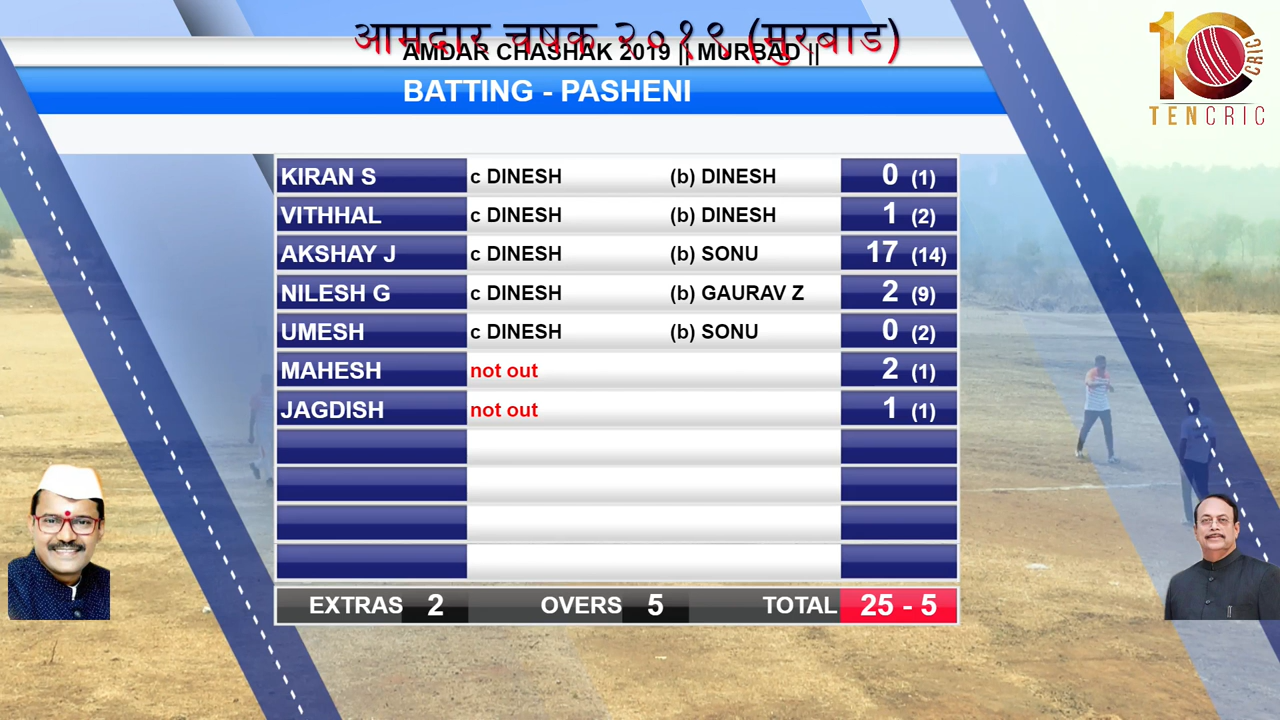 आमदार चषक २०१९ (मुरबाड)
AMDAR CHASHAK 2019 || MURBAD ||
BATTING - PASHENI
KIRAN S c DINESH (b) DINESH 0 (1)
VITHHAL c DINESH (b) DINESH 1 (2)
AKSHAY J c DINESH (b) SONU 17 (14)
NILESH G c DINESH (b) GAURAV Z 2 (9)
UMESH c DINESH (b) SONU 0 (2)
MAHESH not out 2 (1)
JAGDISH not out 1 (1)
EXTRAS 2 OVERS 5 TOTAL 25 - 5
10
CRIC
TENCRIC